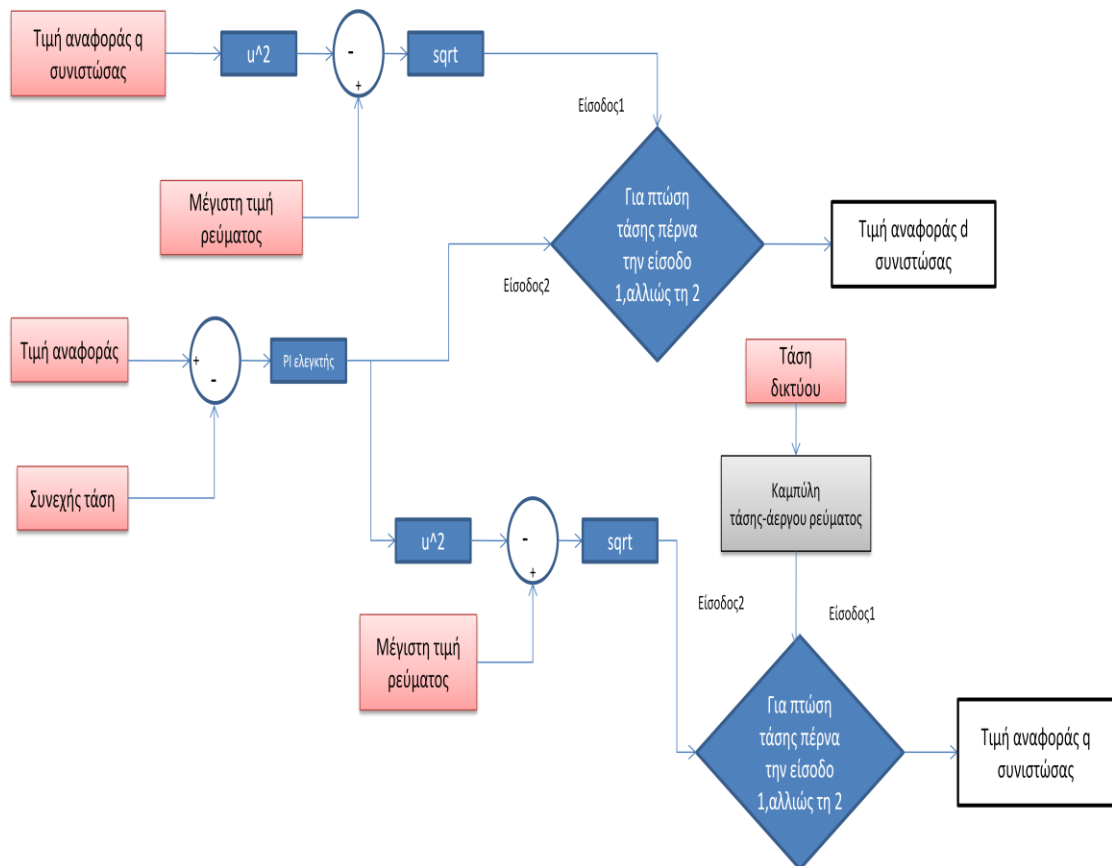 Τιμή αναφοράς q
συνιστώσας
u^2
-
+
sqrt
Είσοδος1
Μέγιστη τιμή
ρεύματος
Για πτώση
τάσης πέρνα
την είσοδο
1,αλλιώς τη 2
Τιμή αναφοράς d
συνιστώσας
Είσοδος2
Τιμή αναφοράς
+
-
PI ελεγκτής
Τάση
δικτύου
Συνεχής τάση
Καμπύλη
τάσης-άεργου ρεύματος
u^2
-
+
sqrt
Είσοδος2
Είσοδος1
Μέγιστη τιμή
ρεύματος
Για πτώση
τάσης πέρνα
την είσοδο
1,αλλιώς τη 2
Τιμή αναφοράς q
συνιστώσας